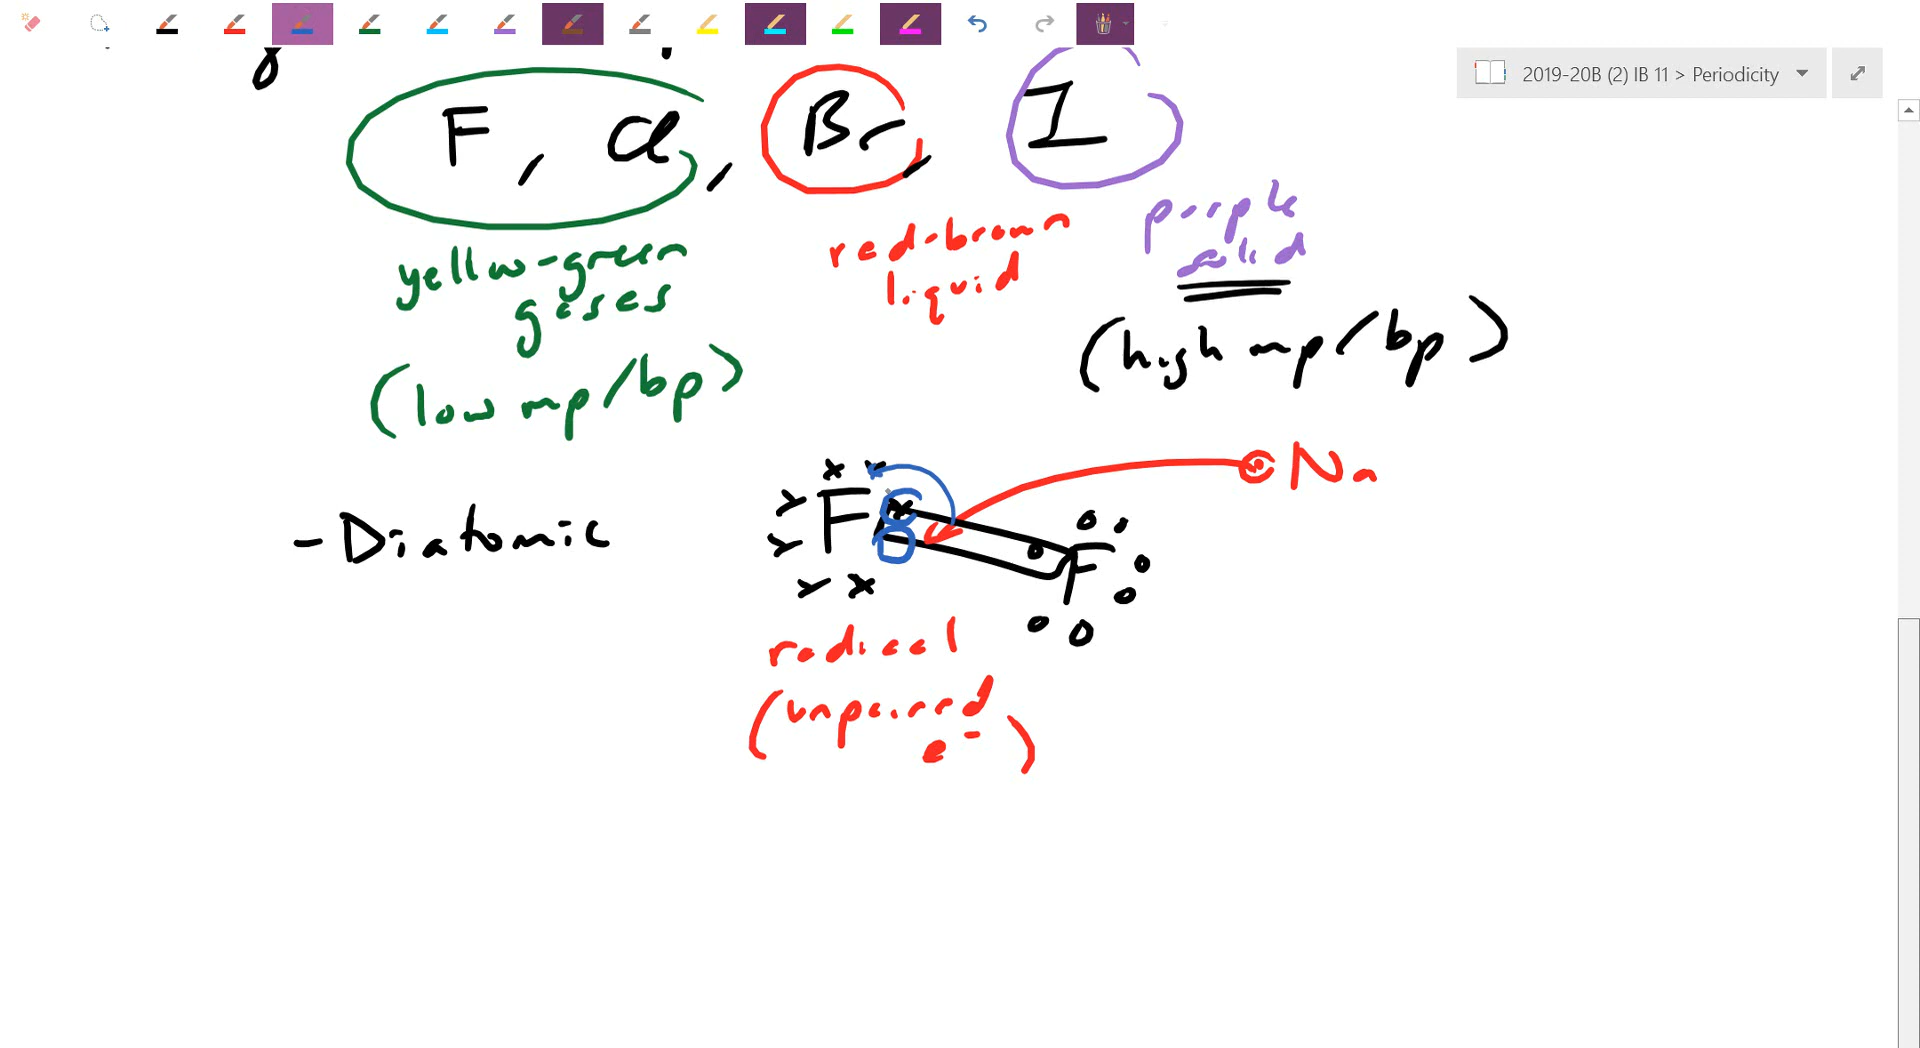 2019-20B (2) IB 11 > Periodicity
F, Cl, Br, I
yellow-green
gases
(low mp/bp)
red-brown
liquid
purple
solid
(high mp/bp)
- Diatomic
F
F
Na
radical
(unpaired
e⁻)